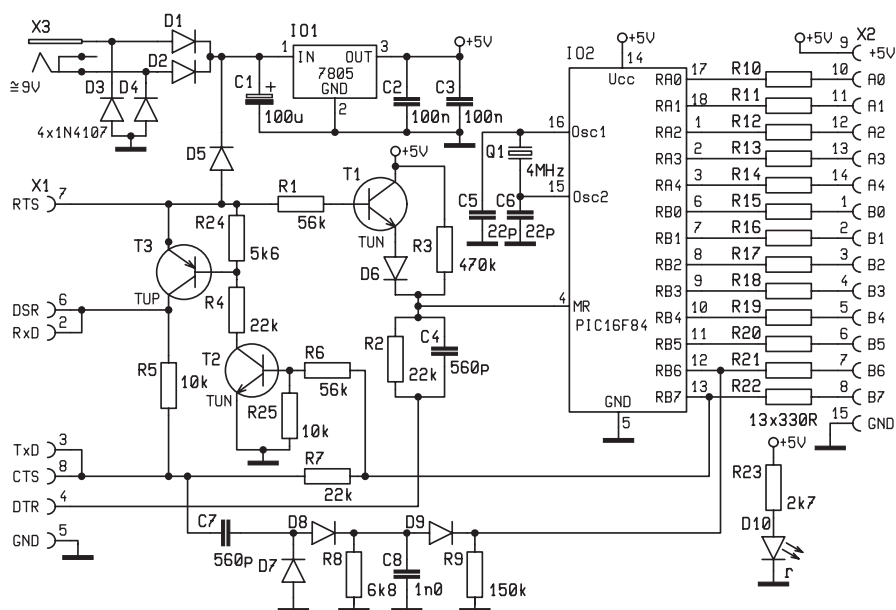 X3
D1
D2
D3
D4
≅9V
4x1N4107
D5
IO1
1
IN
OUT
3
7805
GND
2
C1
+
100u
C2
100n
C3
100n
+5V
X1
RTS
7
DSR
6
RxD
2
TxD
3
CTS
8
DTR
4
GND
5
R24
5k6
R1
56k
T1
TUN
+5V
R3
470k
D6
T3
TUP
R4
22k
R5
10k
T2
TUN
R6
56k
R25
10k
R7
22k
R2
22k
C4
560p
Q1
4MHz
C5
22p
C6
22p
IO2
+5V
14
Ucc
16
Osc1
15
Osc2
4
MR
PIC16F84
GND
5
RA0 17 R10 10 A0
RA1 18 R11 11 A1
RA2 1 R12 12 A2
RA3 2 R13 13 A3
RA4 3 R14 14 A4
RB0 6 R15 1 B0
RB1 7 R16 2 B1
RB2 8 R17 3 B2
RB3 9 R18 4 B3
RB4 10 R19 5 B4
RB5 11 R20 6 B5
RB6 12 R21 7 B6
RB7 13 R22 8 B7
13x330R
15 GND
X2
+5V
9
+5V
+5V
R23
2k7
D10
r
C7
560p
D7
D8
R8
6k8
C8
1n0
D9
R9
150k